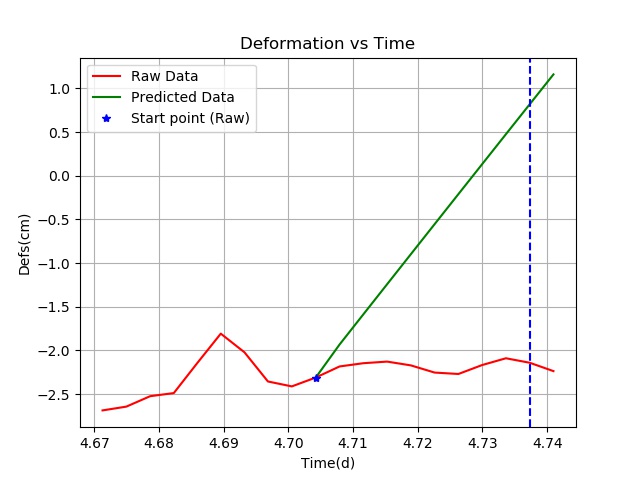 Deformation vs Time
Raw Data
Predicted Data
Start point (Raw)
1.0
0.5
0.0
−0.5
−1.0
−1.5
−2.0
−2.5
Defs(cm)
4.67 4.68 4.69 4.70 4.71 4.72 4.73 4.74
Time(d)